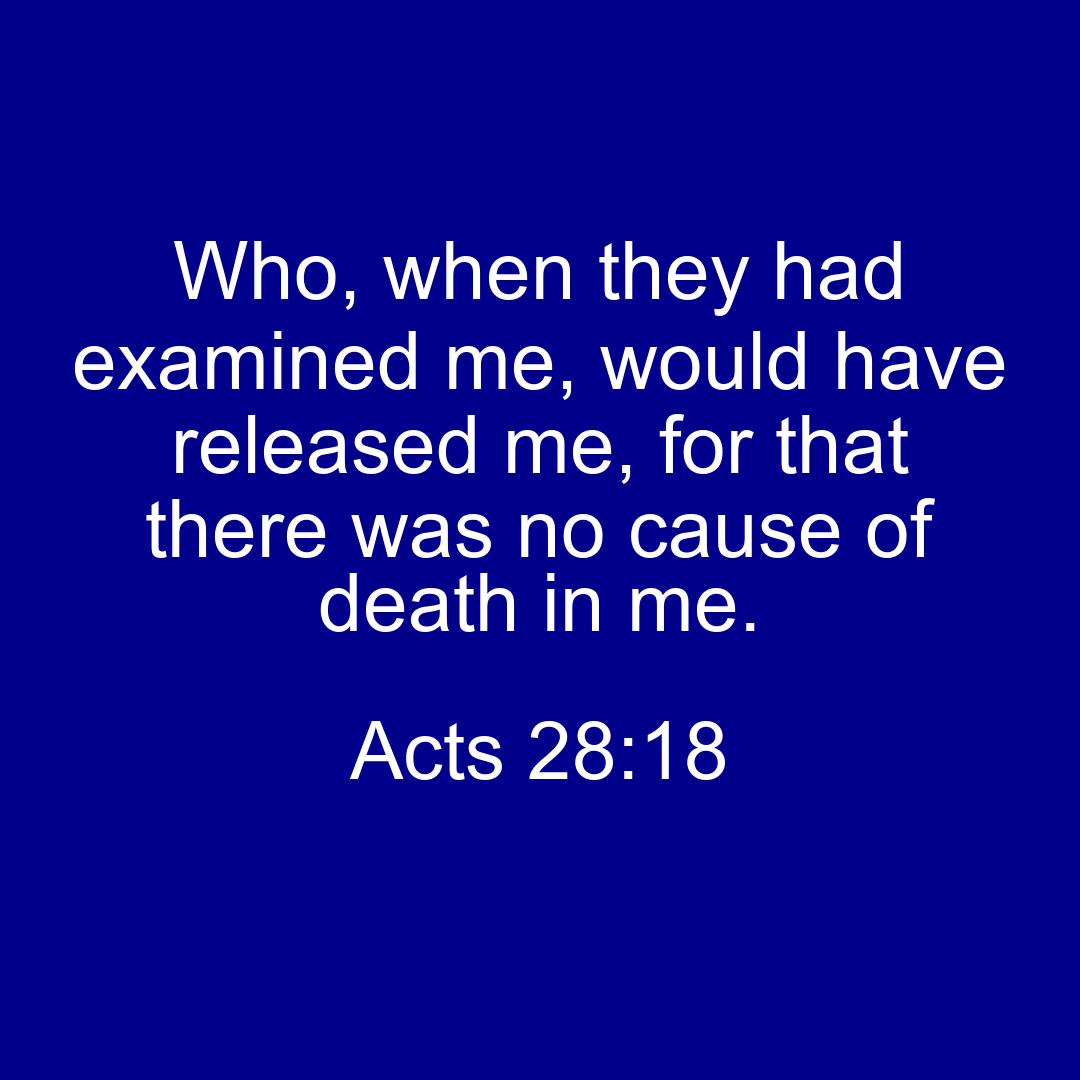 Who, when they had
examined me, would have
released me, for that
there was no cause of
death in me.
Acts 28:18